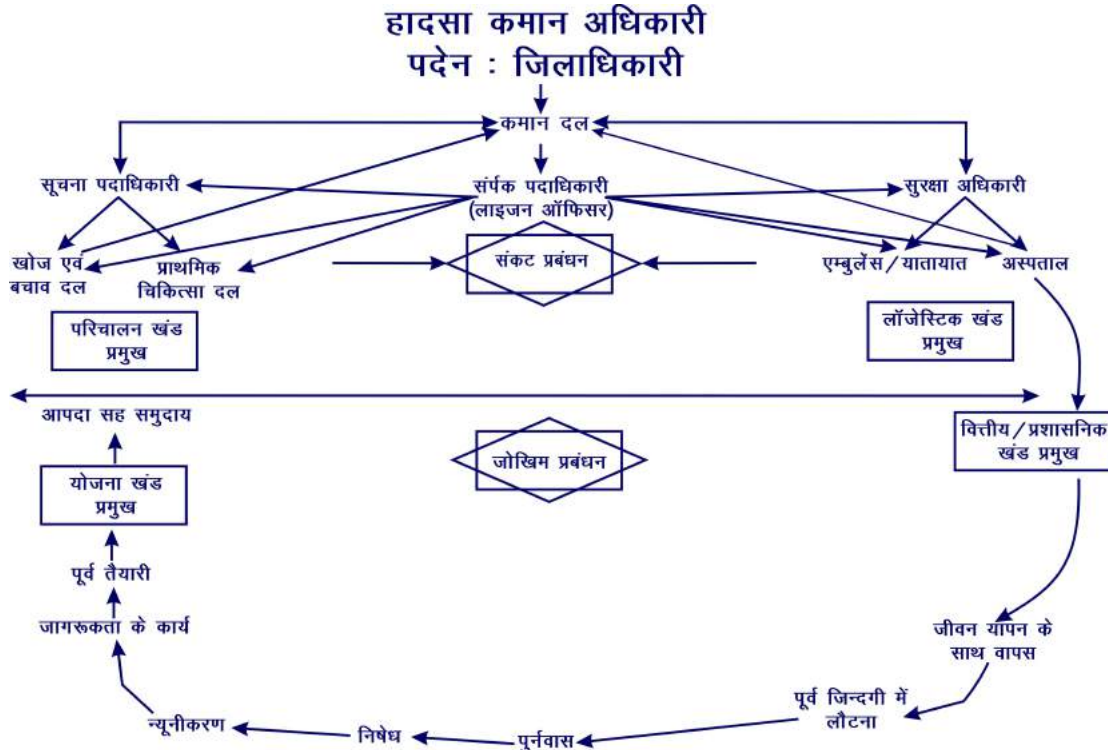 हादसा कमान अधिकारी
पदेन : जिलाधिकारी
कमान दल
सूचना पदाधिकारी
संर्पक पदाधिकारी
(लाइजन ऑफिसर)
सुरक्षा अधिकारी
खोज एवं
बचाव दल
प्राथमिक
चिकित्सा दल
संकट प्रबंधन
एम्बुलेंस/यातायात
अस्पताल
परिचालन खंड
प्रमुख
लॉजेस्टिक खंड
प्रमुख
आपदा सह समुदाय
वित्तीय/प्रशासनिक
खंड प्रमुख
जोखिम प्रबंधन
योजना खंड
प्रमुख
पूर्व तैयारी
जागरूकता के कार्य
जीवन यापन के
साथ वापस
पूर्व जिन्दगी में
लौटना
न्यूनीकरण
निषेध
पुर्नवास